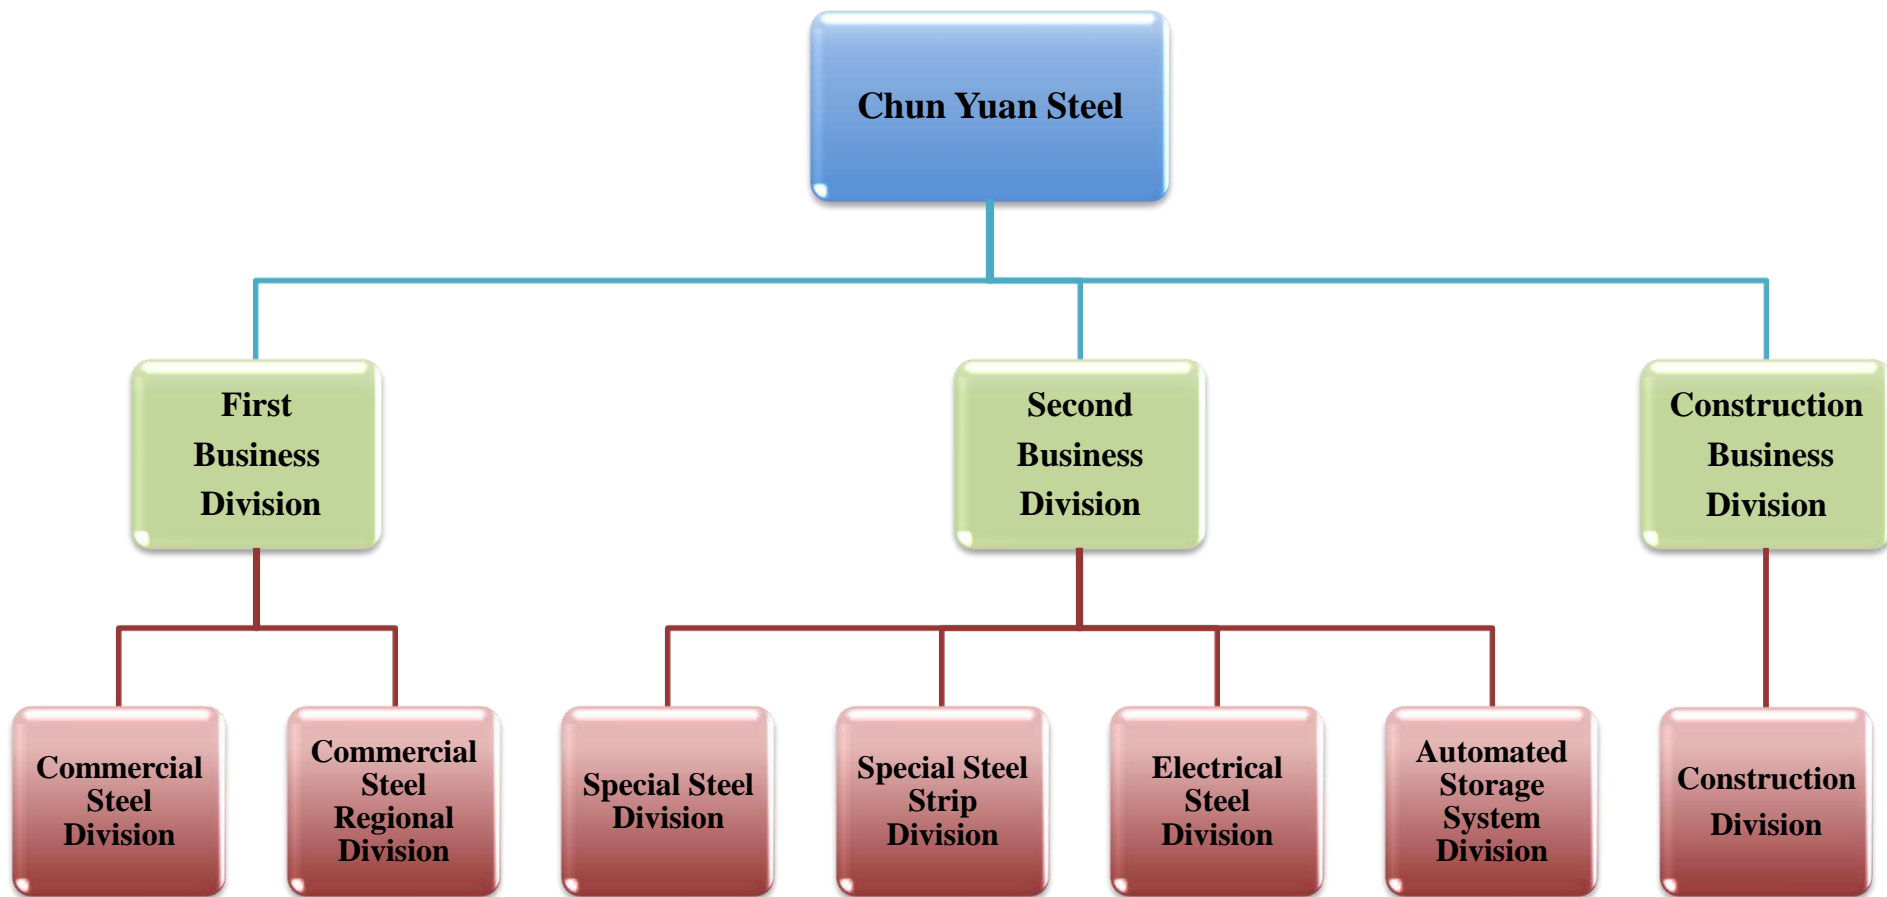 Chun Yuan Steel
First
Business
Division
Second
Business
Division
Construction
Business
Division
Commercial
Steel
Division
Commercial
Steel
Regional
Division
Special Steel
Division
Special Steel
Strip
Division
Electrical
Steel
Division
Automated
Storage
System
Division
Construction
Division